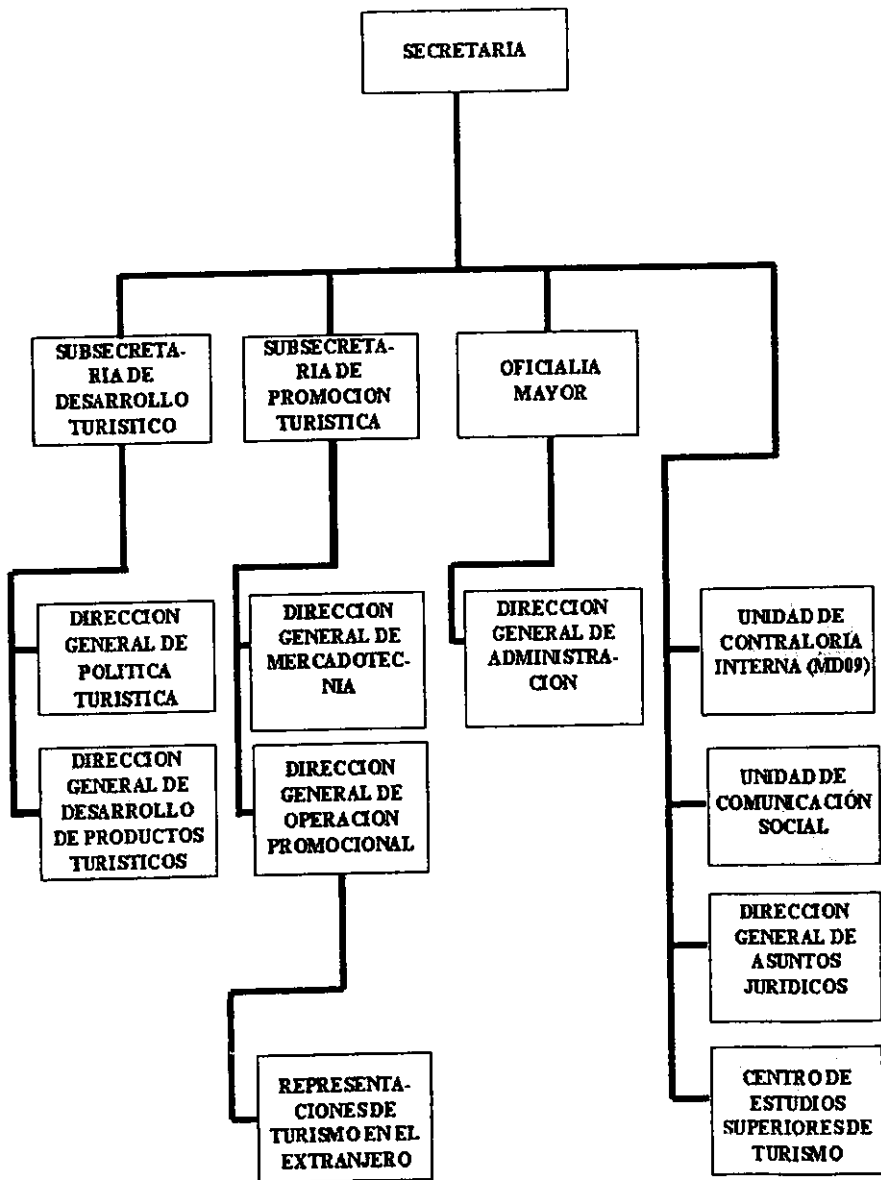 SECRETARIA
SUBSECRETA-
RIA DE
DESARROLLO
TURISTICO
SUBSECRETA-
RIA DE
PROMOCION
TURISTICA
OFICIALIA
MAYOR
DIRECCION
GENERAL DE
POLITICA
TURISTICA
DIRECCION
GENERAL DE
MERCADOTEC-
NIA
DIRECCION
GENERAL DE
ADMINISTRA-
CION
UNIDAD DE
CONTRALORIA
INTERNA (MD09)
DIRECCION
GENERAL DE
DESARROLLO
DE PRODUCTOS
TURISTICOS
DIRECCION
GENERAL DE
OPERACION
PROMOCIONAL
UNIDAD DE
COMUNICACIÓN
SOCIAL
DIRECCION
GENERAL DE
ASUNTOS
JURIDICOS
REPRESENTA-
CIONES DE
TURISMO EN EL
EXTRANJERO
CENTRO DE
ESTUDIOS
SUPERIORES DE
TURISMO